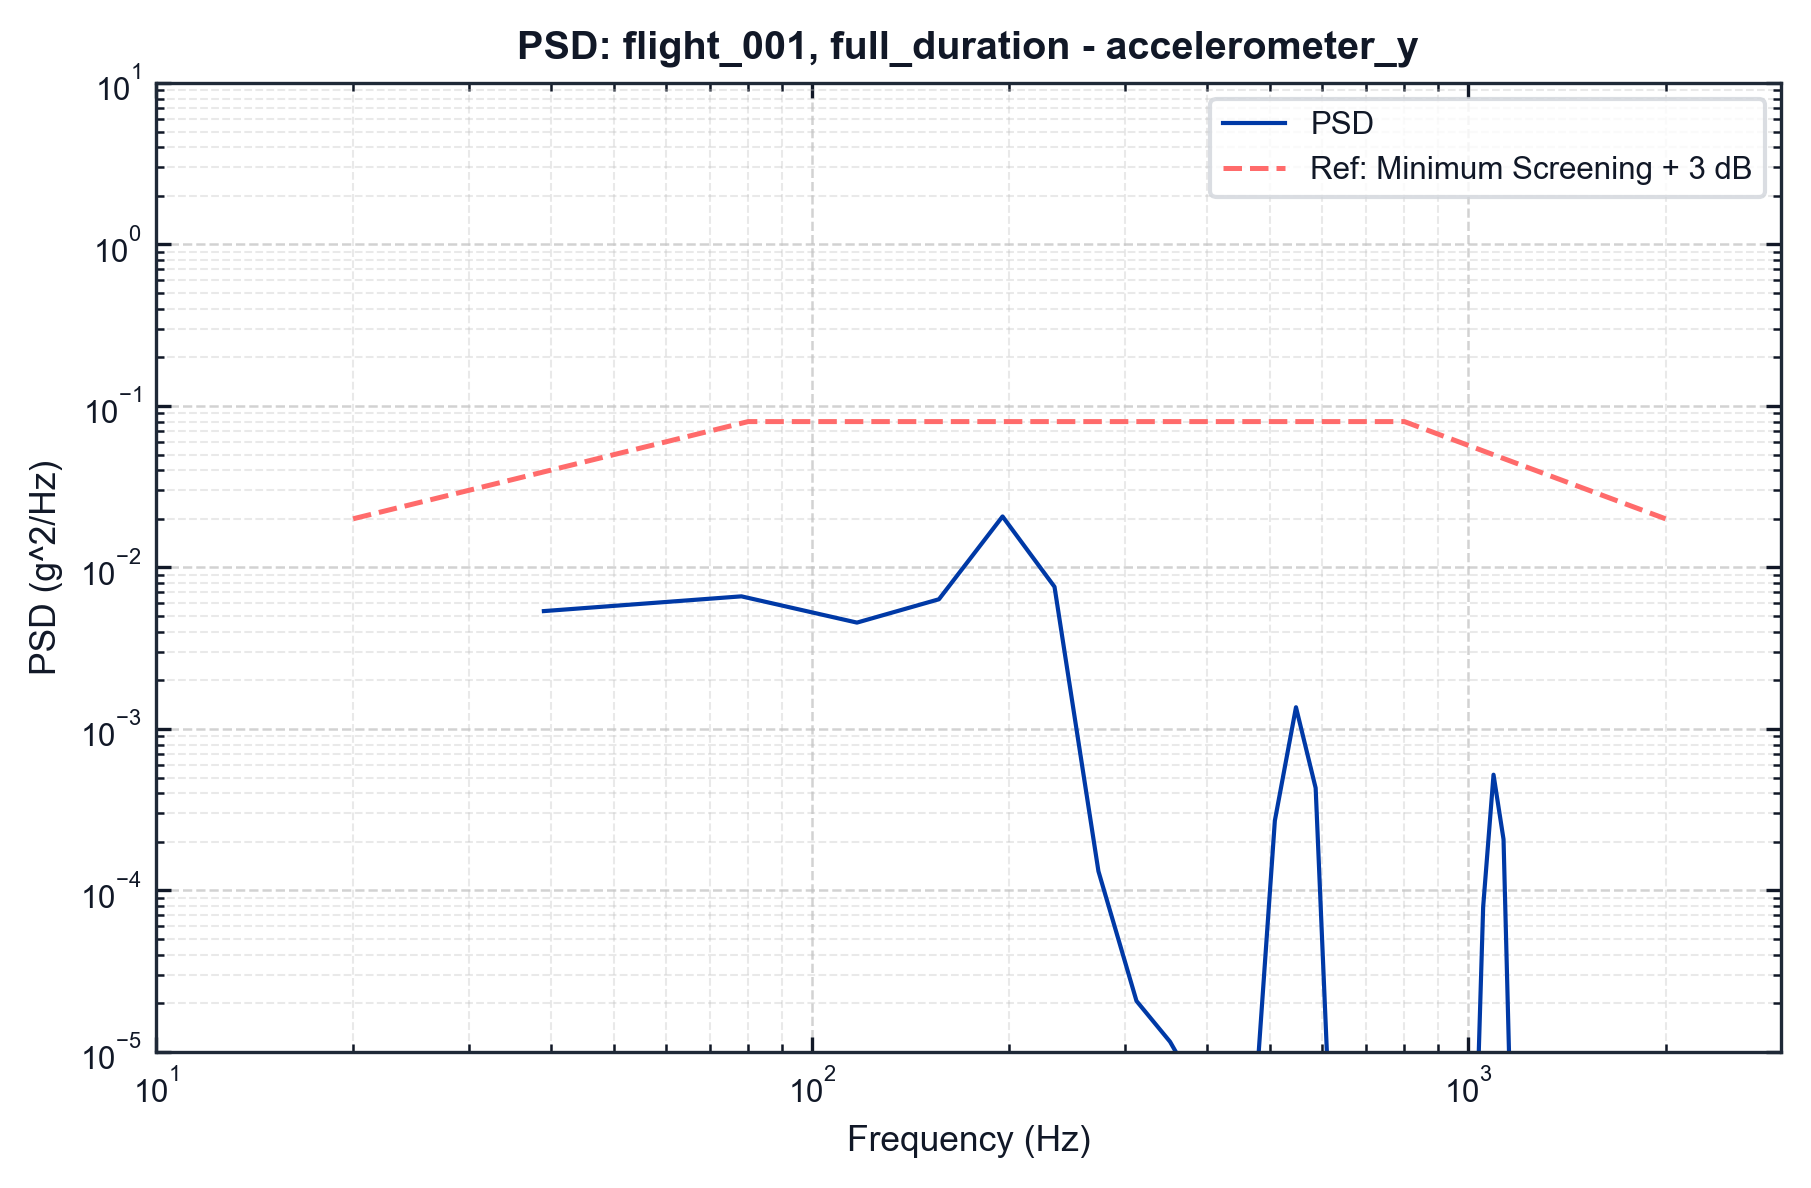 PSD: flight_001, full_duration - accelerometer_y
PSD
Ref: Minimum Screening + 3 dB
PSD (g^2/Hz)
10^1
10^0
10^−1
10^−2
10^−3
10^−4
10^−5
10^1 10^2 10^3
Frequency (Hz)